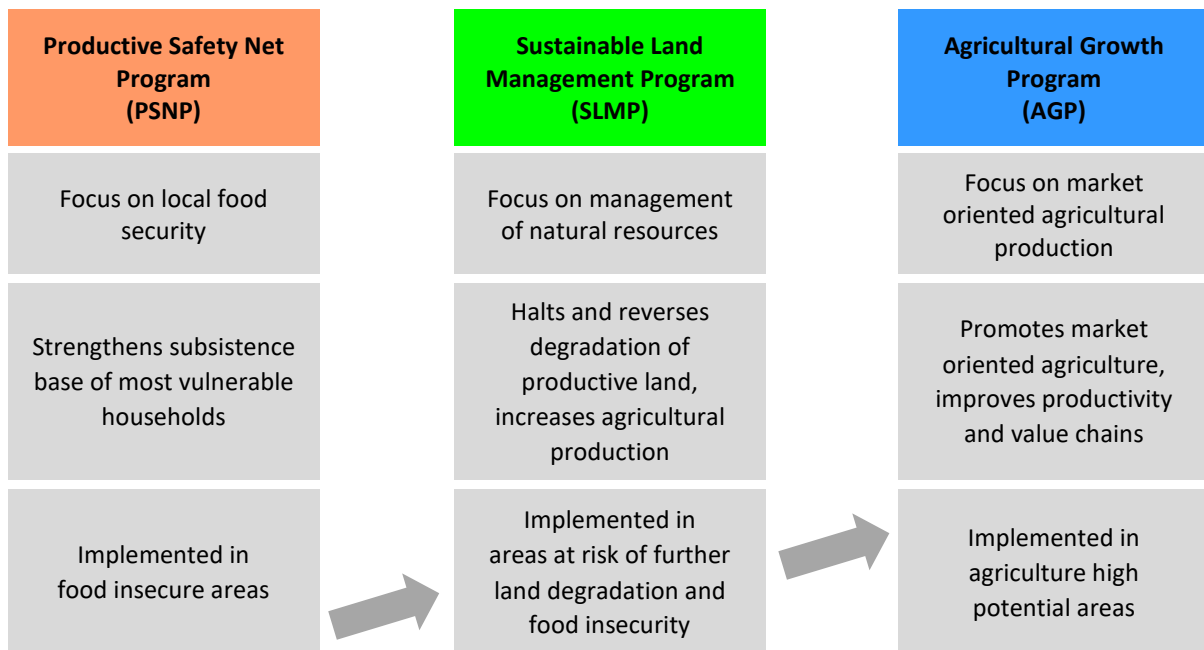 Productive Safety Net
Program
(PSNP)
Focus on local food
security
Strengthens subsistence
base of most vulnerable
households
Implemented in
food insecure areas
Sustainable Land
Management Program
(SLMP)
Focus on management
of natural resources
Halts and reverses
degradation of
productive land,
increases agricultural
production
Implemented in
areas at risk of further
land degradation and
food insecurity
Agricultural Growth
Program
(AGP)
Focus on market
oriented agricultural
production
Promotes market
oriented agriculture,
improves productivity
and value chains
Implemented in
agriculture high
potential areas